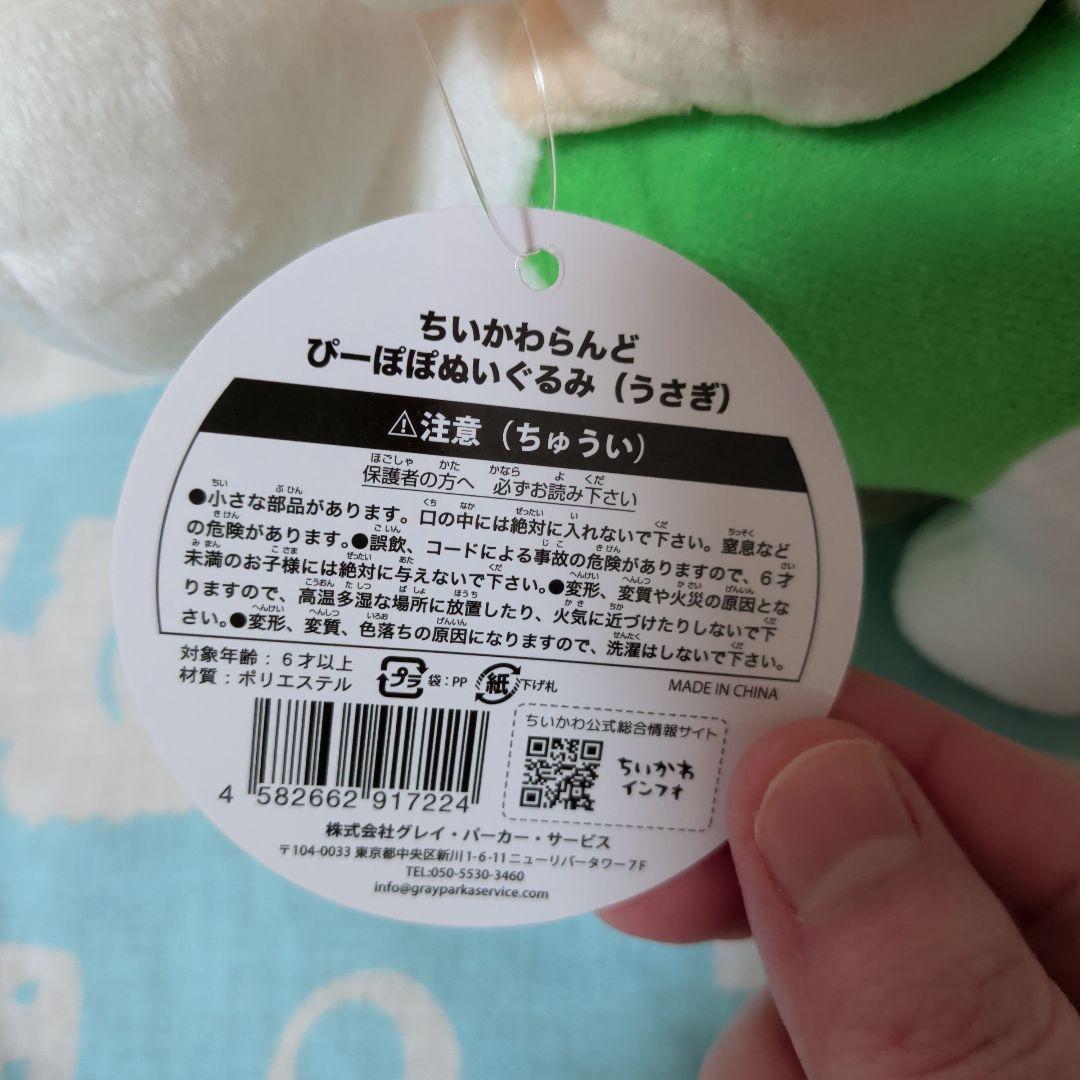 ちいかわらんど
ぴーぽぽぬいぐるみ（うさぎ）
⚠注意（ちゅうい）
保護者の方へ 必ずお読み下さい
●小さな部品があります。口の中には絶対に入れないで下さい。窒息など
の危険があります。●誤飲、コードによる事故の危険がありますので、6才
未満のお子様には絶対に与えないで下さい。●変形、変質や火災の原因とな
りますので、高温多湿な場所に放置したり、火気に近づけたりしないで下
さい。●変形、変質、色落ちの原因になりますので、洗濯はしないで下さい。
対象年齢：6才以上
材質：ポリエステル
プラ 袋：PP 紙 下げ札
MADE IN CHINA
4 582662 917224
ちいかわ公式総合情報サイト
ちいかわ
インフォ
株式会社グレイ・パーカー・サービス
〒104-0033 東京都中央区新川1-6-11 ニューリバータワー7F
TEL:050-5530-3460
info@grayparkaservice.com